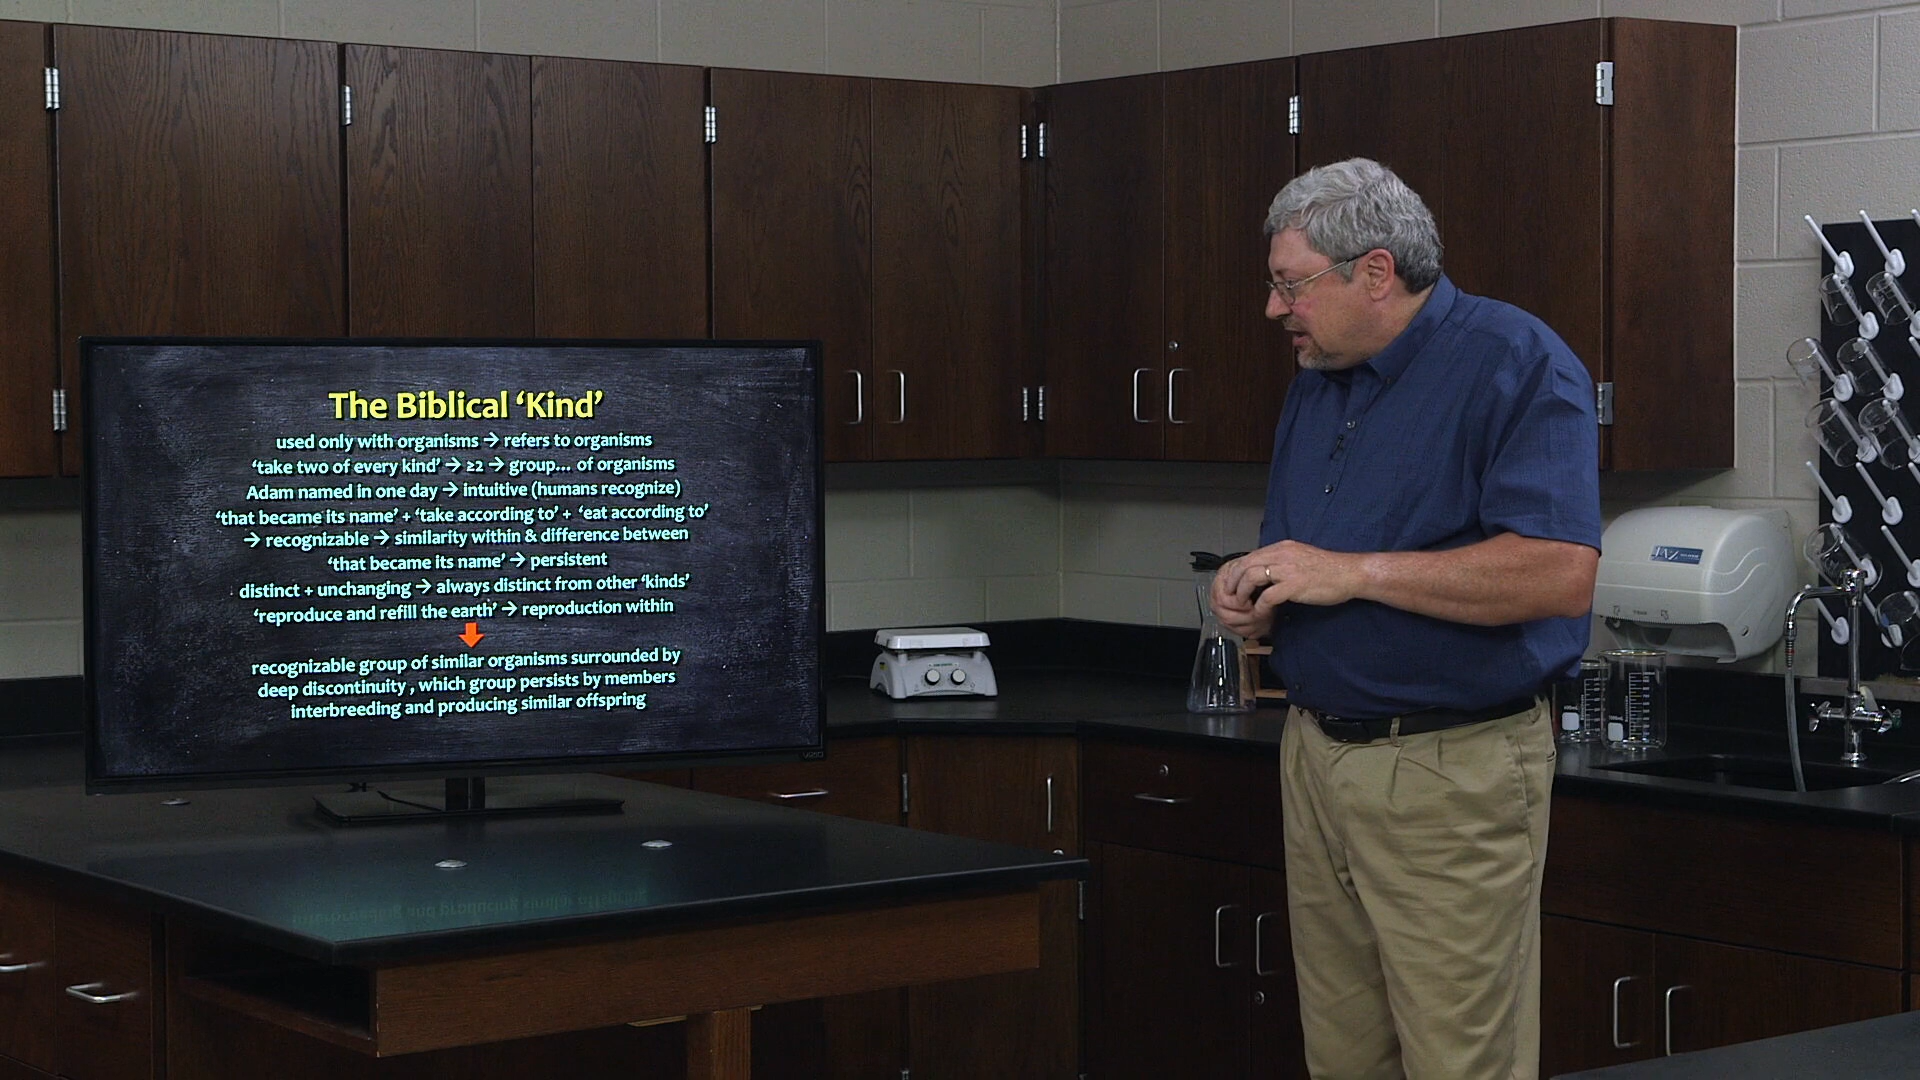 The Biblical ‘Kind’
used only with organisms → refers to organisms
‘take two of every kind’ → ≥2 → group... of organisms
Adam named in one day → intuitive (humans recognize)
‘that became its name’ + ‘take according to’ + ‘eat according to’
→ recognizable → similarity within & difference between
‘that became its name’ → persistent
distinct + unchanging → always distinct from other ‘kinds’
‘reproduce and refill the earth’ → reproduction within
recognizable group of similar organisms surrounded by
deep discontinuity , which group persists by members
interbreeding and producing similar offspring
VIZIO